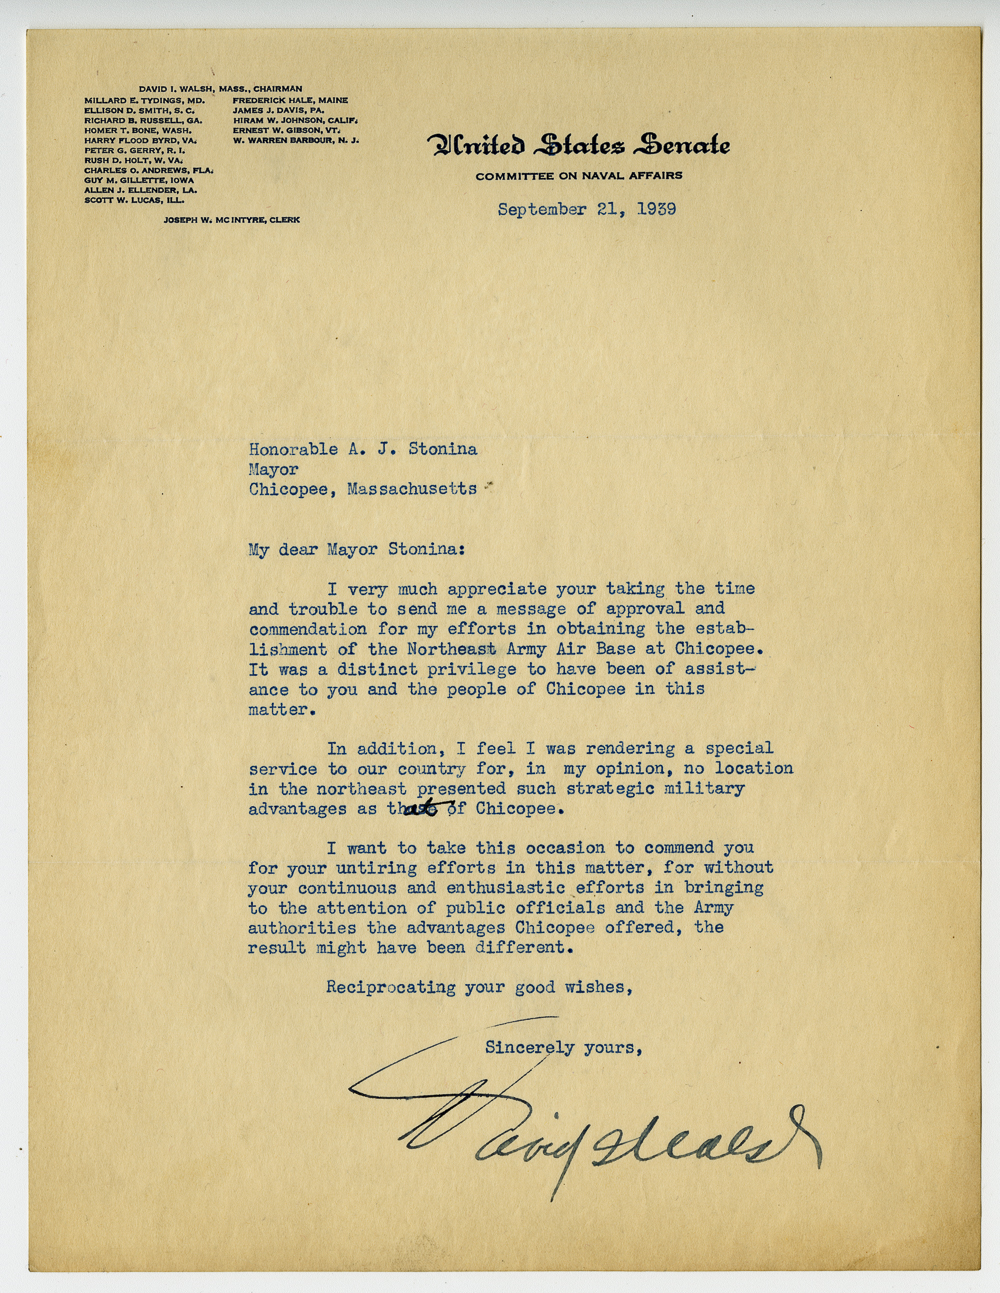 DAVID I. WALSH, MASS., CHAIRMAN
MILLARD E. TYDINGS, MD.
ELLISON D. SMITH, S. C.
RICHARD B. RUSSELL, GA.
HOMER T. BONE, WASH.
HARRY FLOOD BYRD, VA.
PETER G. GERRY, R. I.
RUSH D. HOLT, W. VA.
CHARLES O. ANDREWS, FLA.
GUY M. GILLETTE, IOWA
ALLEN J. ELLENDER, LA.
SCOTT W. LUCAS, ILL.
FREDERICK HALE, MAINE
JAMES J. DAVIS, PA.
HIRAM W. JOHNSON, CALIF.
ERNEST W. GIBSON, VT.
W. WARREN BARBOUR, N. J.
JOSEPH W. MCINTYRE, CLERK
United States Senate
COMMITTEE ON NAVAL AFFAIRS
September 21, 1939
Honorable A. J. Stonina
Mayor
Chicopee, Massachusetts
My dear Mayor Stonina:
I very much appreciate your taking the time
and trouble to send me a message of approval and
commendation for my efforts in obtaining the estab-
lishment of the Northeast Army Air Base at Chicopee.
It was a distinct privilege to have been of assist-
ance to you and the people of Chicopee in this
matter.
In addition, I feel I was rendering a special
service to our country for, in my opinion, no location
in the northeast presented such strategic military
advantages as that of Chicopee.
I want to take this occasion to commend you
for your untiring efforts in this matter, for without
your continuous and enthusiastic efforts in bringing
to the attention of public officials and the Army
authorities the advantages Chicopee offered, the
result might have been different.
Reciprocating your good wishes,
Sincerely yours,
David I Walsh